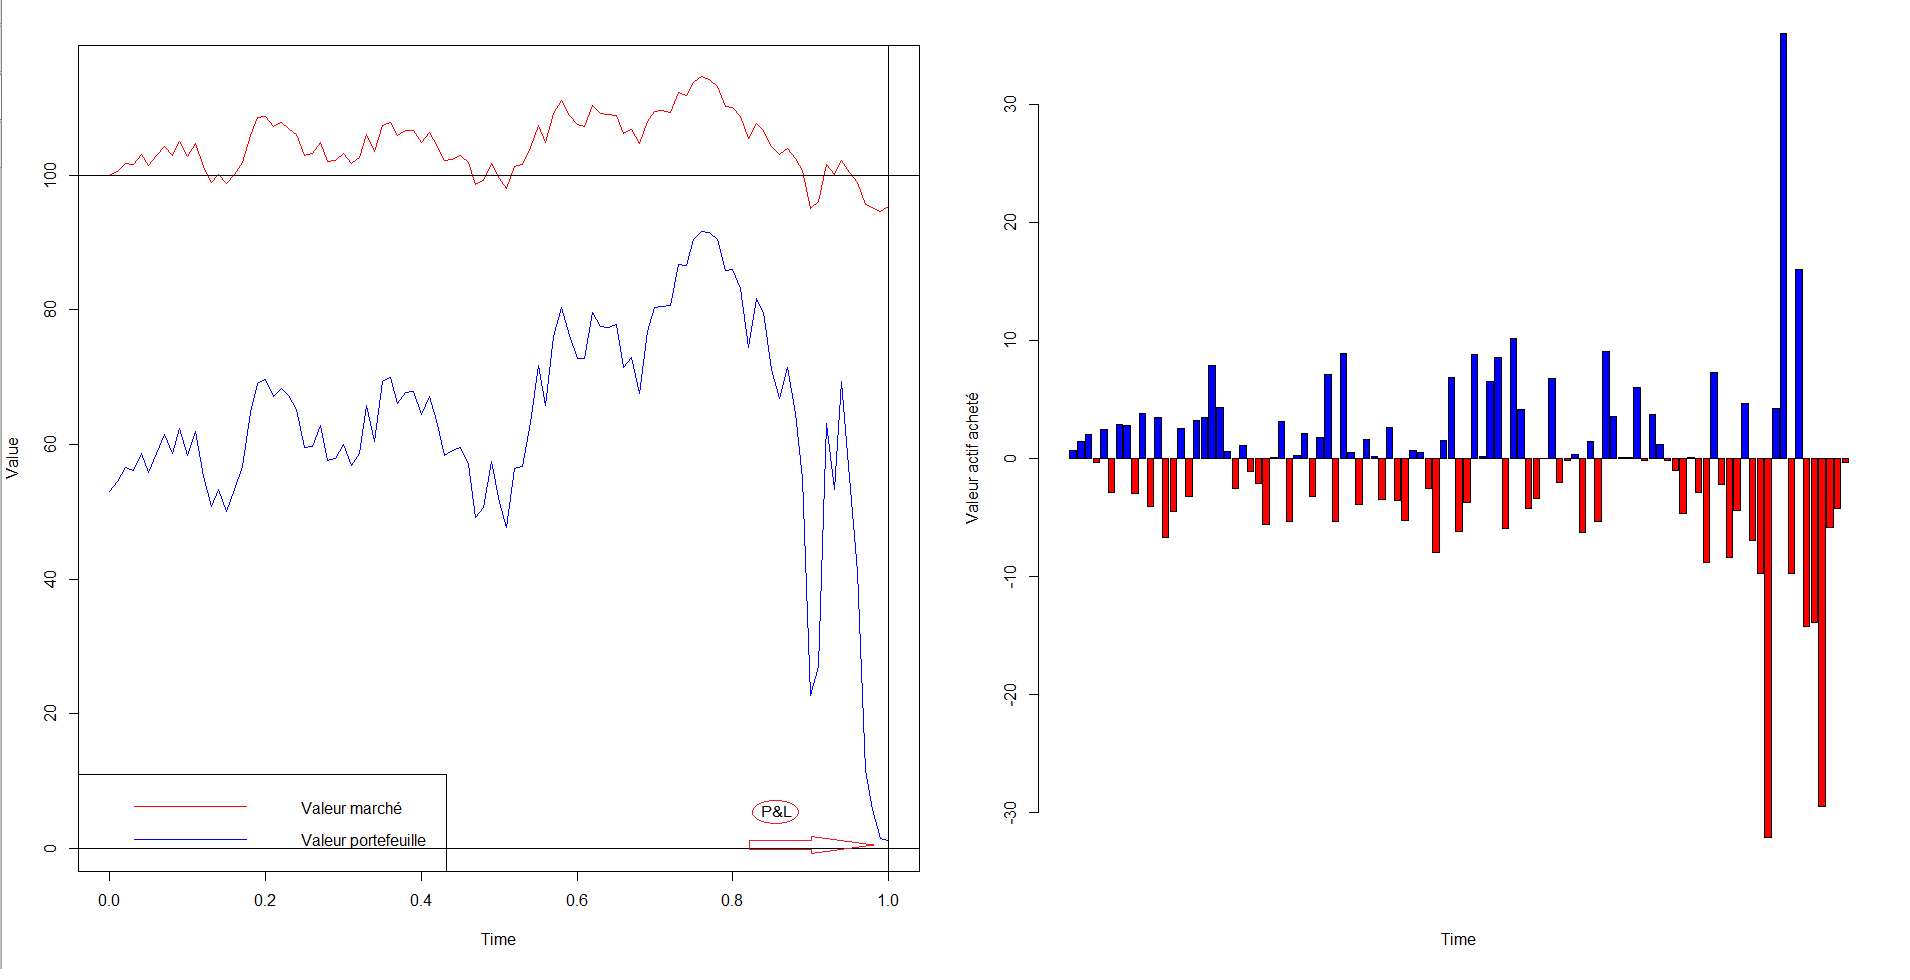 Value
100
80
60
40
20
0
P&L
Valeur marché
Valeur portefeuille
0.0 0.2 0.4 0.6 0.8 1.0
Time
Valeur actif acheté
30
20
10
0
-10
-20
-30
Time